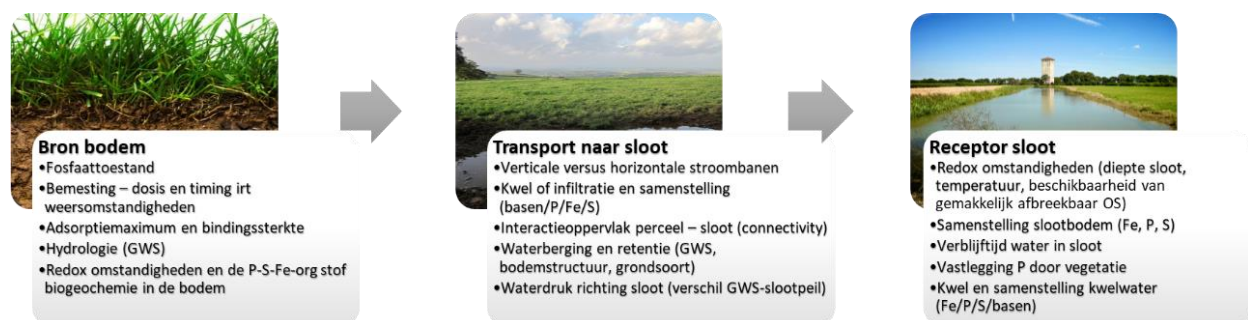 Bron bodem
•Fosfaattoestand
•Bemesting – dosis en timing irt
weersomstandigheden
•Adsorptiemaximum en bindingssterkte
•Hydrologie (GWS)
•Redox omstandigheden en de P-S-Fe-org stof
biogeochemie in de bodem
Transport naar sloot
•Verticale versus horizontale stroombanen
•Kwel of infiltratie en samenstelling
(basen/P/Fe/S)
•Interactieoppervlak perceel – sloot (connectivity)
•Waterberging en retentie (GWS,
bodemstructuur, grondsoort)
•Waterdruk richting sloot (verschil GWS-slootpeil)
Receptor sloot
•Redox omstandigheden (diepte sloot,
temperatuur, beschikbaarheid van
gemakkelijk afbreekbaar OS)
•Samenstelling slootbodem (Fe, P, S)
•Verblijftijd water in sloot
•Vastlegging P door vegetatie
•Kwel en samenstelling kwelwater
(Fe/P/S/basen)